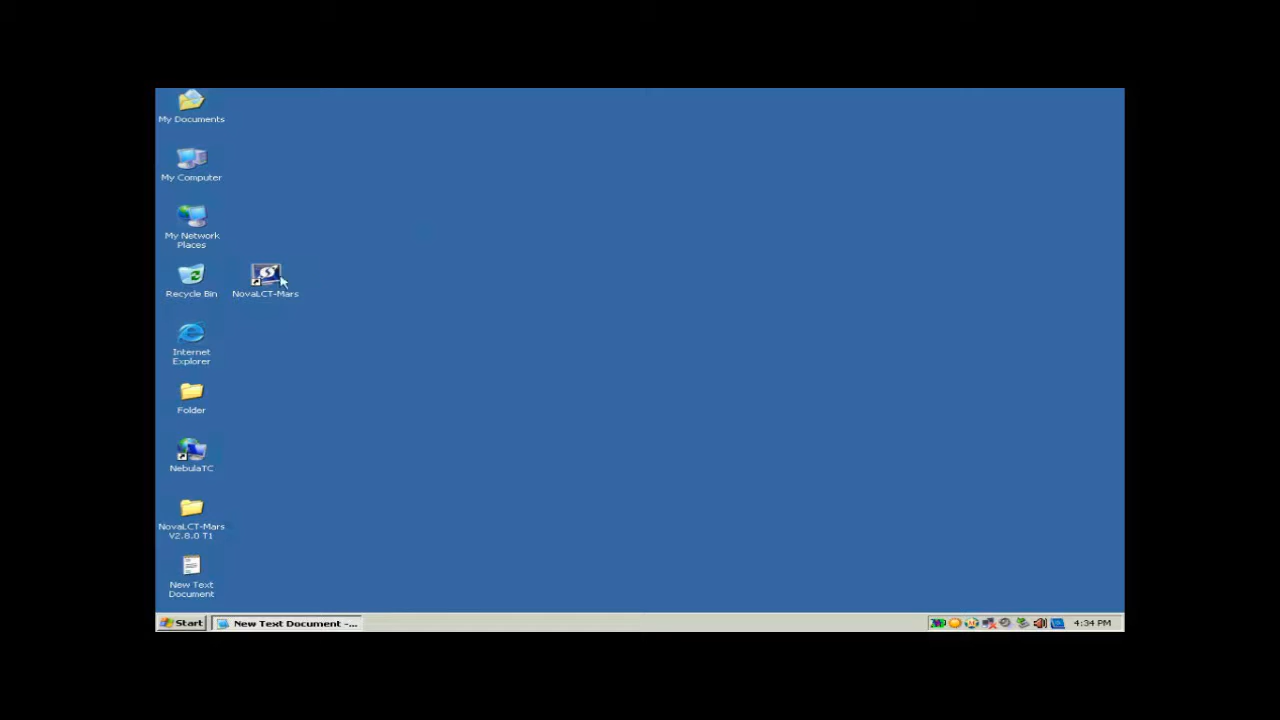 My Documents
My Computer
My Network
Places
Recycle Bin
NovaLCT-Mars
Internet
Explorer
Folder
NebulaTC
NovaLCT-Mars
V2.8.0 T1
New Text
Document
Start
New Text Document -...
4:34 PM